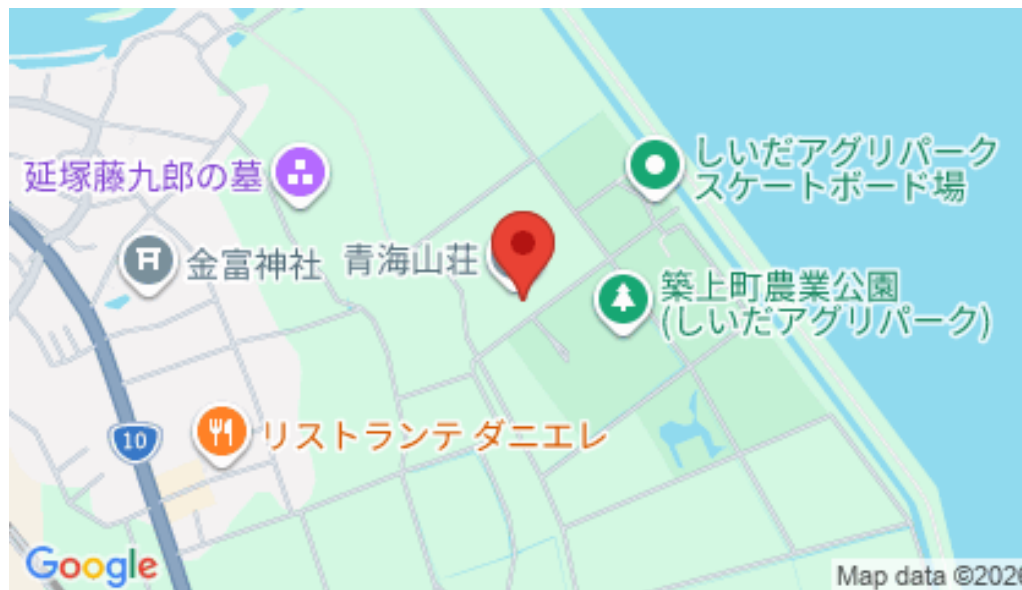 しいだアグリパーク
スケートボード場
延塚藤九郎の墓
金富神社
青海山荘
築上町農業公園
(しいだアグリパーク)
10
リストランテ ダニエレ
Google
Map data ©2026